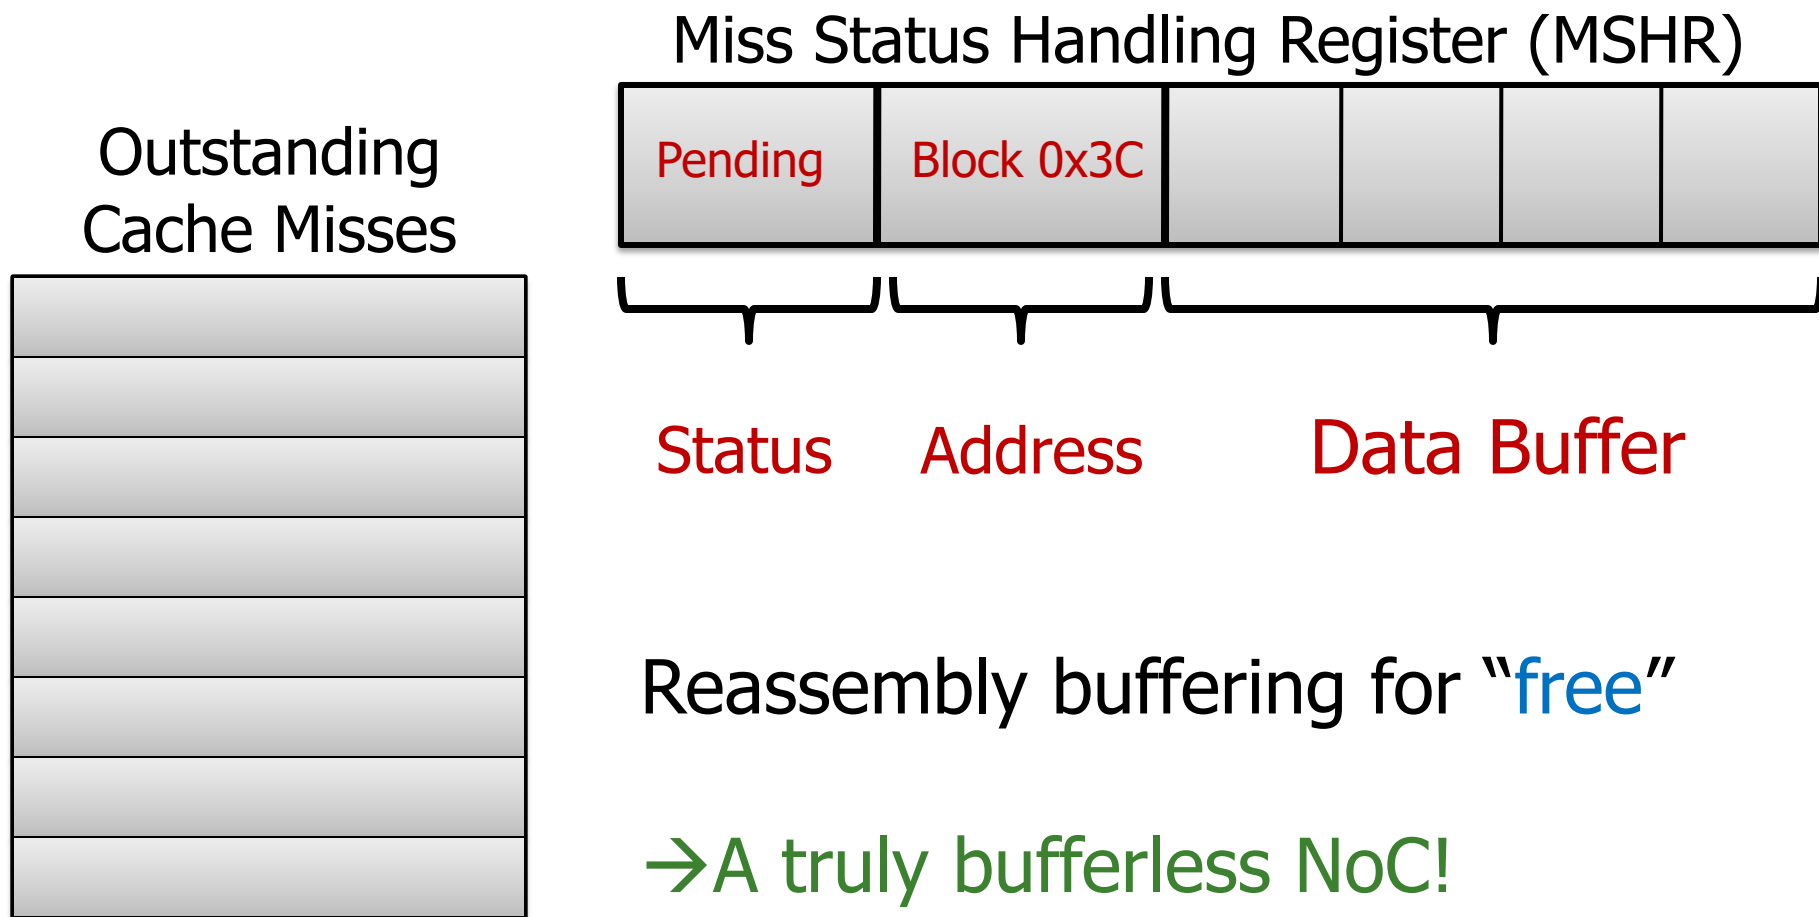 Miss Status Handling Register (MSHR)
Outstanding
Cache Misses
Pending
Block 0x3C
Status
Address
Data Buffer
Reassembly buffering for “free”
→A truly bufferless NoC!